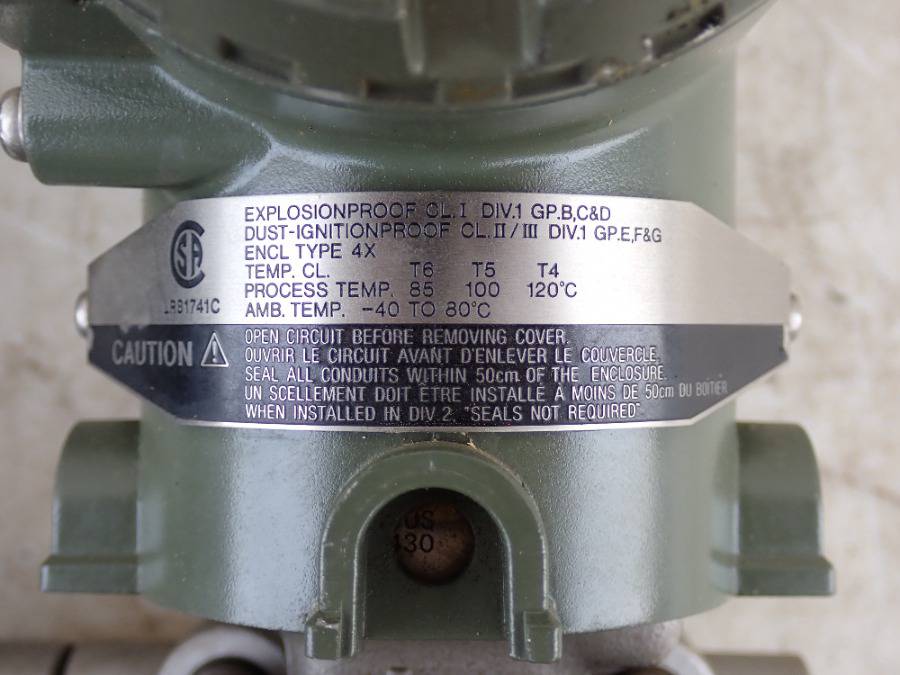 EXPLOSIONPROOF CL.I DIV.1 GP.B,C&D
DUST-IGNITIONPROOF CL.II/III DIV.1 GP.E,F&G
ENCL TYPE 4X
TEMP. CL. T6 T5 T4
PROCESS TEMP. 85 100 120°C
AMB. TEMP. -40 TO 80°C
SA
LR81741C
CAUTION
OPEN CIRCUIT BEFORE REMOVING COVER.
OUVRIR LE CIRCUIT AVANT D'ENLEVER LE COUVERCLE.
SEAL ALL CONDUITS WITHIN 50cm OF THE ENCLOSURE.
UN SCELLEMENT DOIT ÊTRE INSTALLÉ À MOINS DE 50cm DU BOITIER
WHEN INSTALLED IN DIV 2. "SEALS NOT REQUIRED"